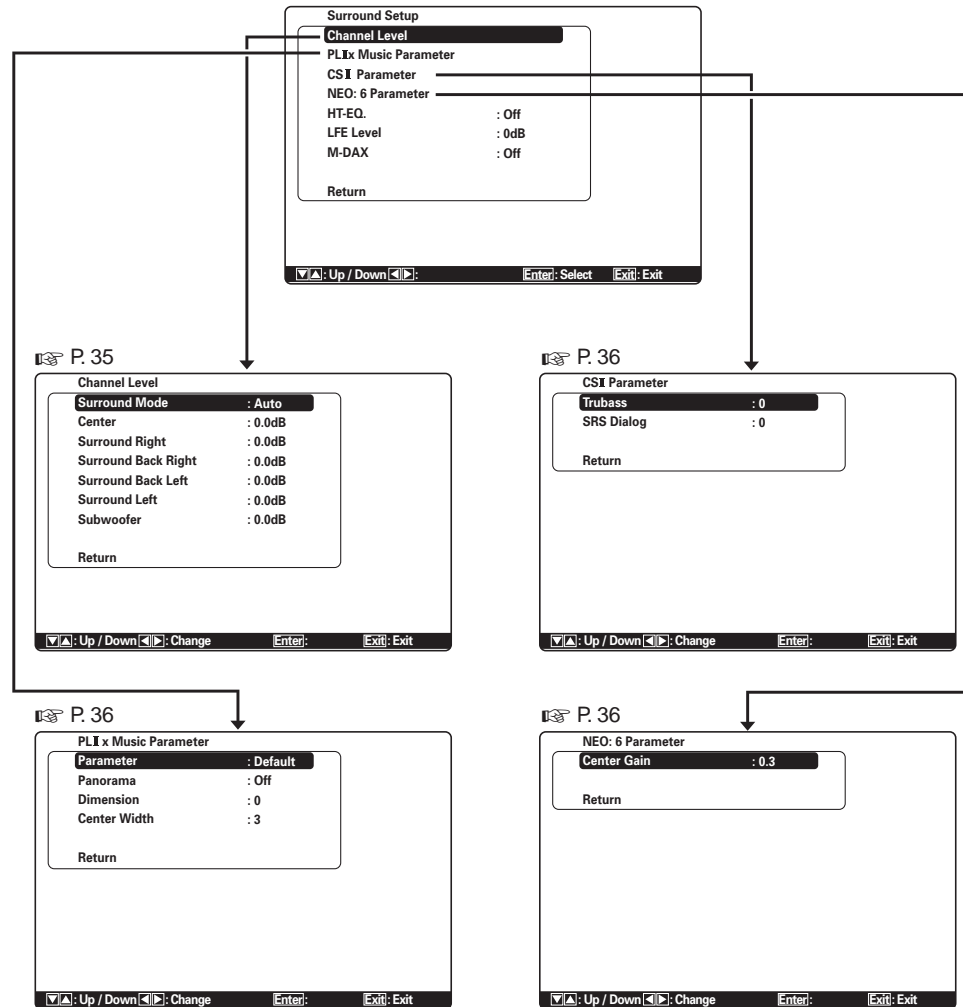 Surround Setup
Channel Level
PLIIx Music Parameter
CSII Parameter
NEO: 6 Parameter
HT-EQ. : Off
LFE Level : 0dB
M-DAX : Off
Return
▼▲: Up / Down ◀▶: Enter: Select Exit: Exit
☞ P. 35
Channel Level
Surround Mode : Auto
Center : 0.0dB
Surround Right : 0.0dB
Surround Back Right : 0.0dB
Surround Back Left : 0.0dB
Surround Left : 0.0dB
Subwoofer : 0.0dB
Return
▼▲: Up / Down ◀▶: Change Enter: Exit: Exit
☞ P. 36
CSII Parameter
Trubass : 0
SRS Dialog : 0
Return
▼▲: Up / Down ◀▶: Change Enter: Exit: Exit
☞ P. 36
PLII x Music Parameter
Parameter : Default
Panorama : Off
Dimension : 0
Center Width : 3
Return
▼▲: Up / Down ◀▶: Change Enter: Exit: Exit
☞ P. 36
NEO: 6 Parameter
Center Gain : 0.3
Return
▼▲: Up / Down ◀▶: Change Enter: Exit: Exit